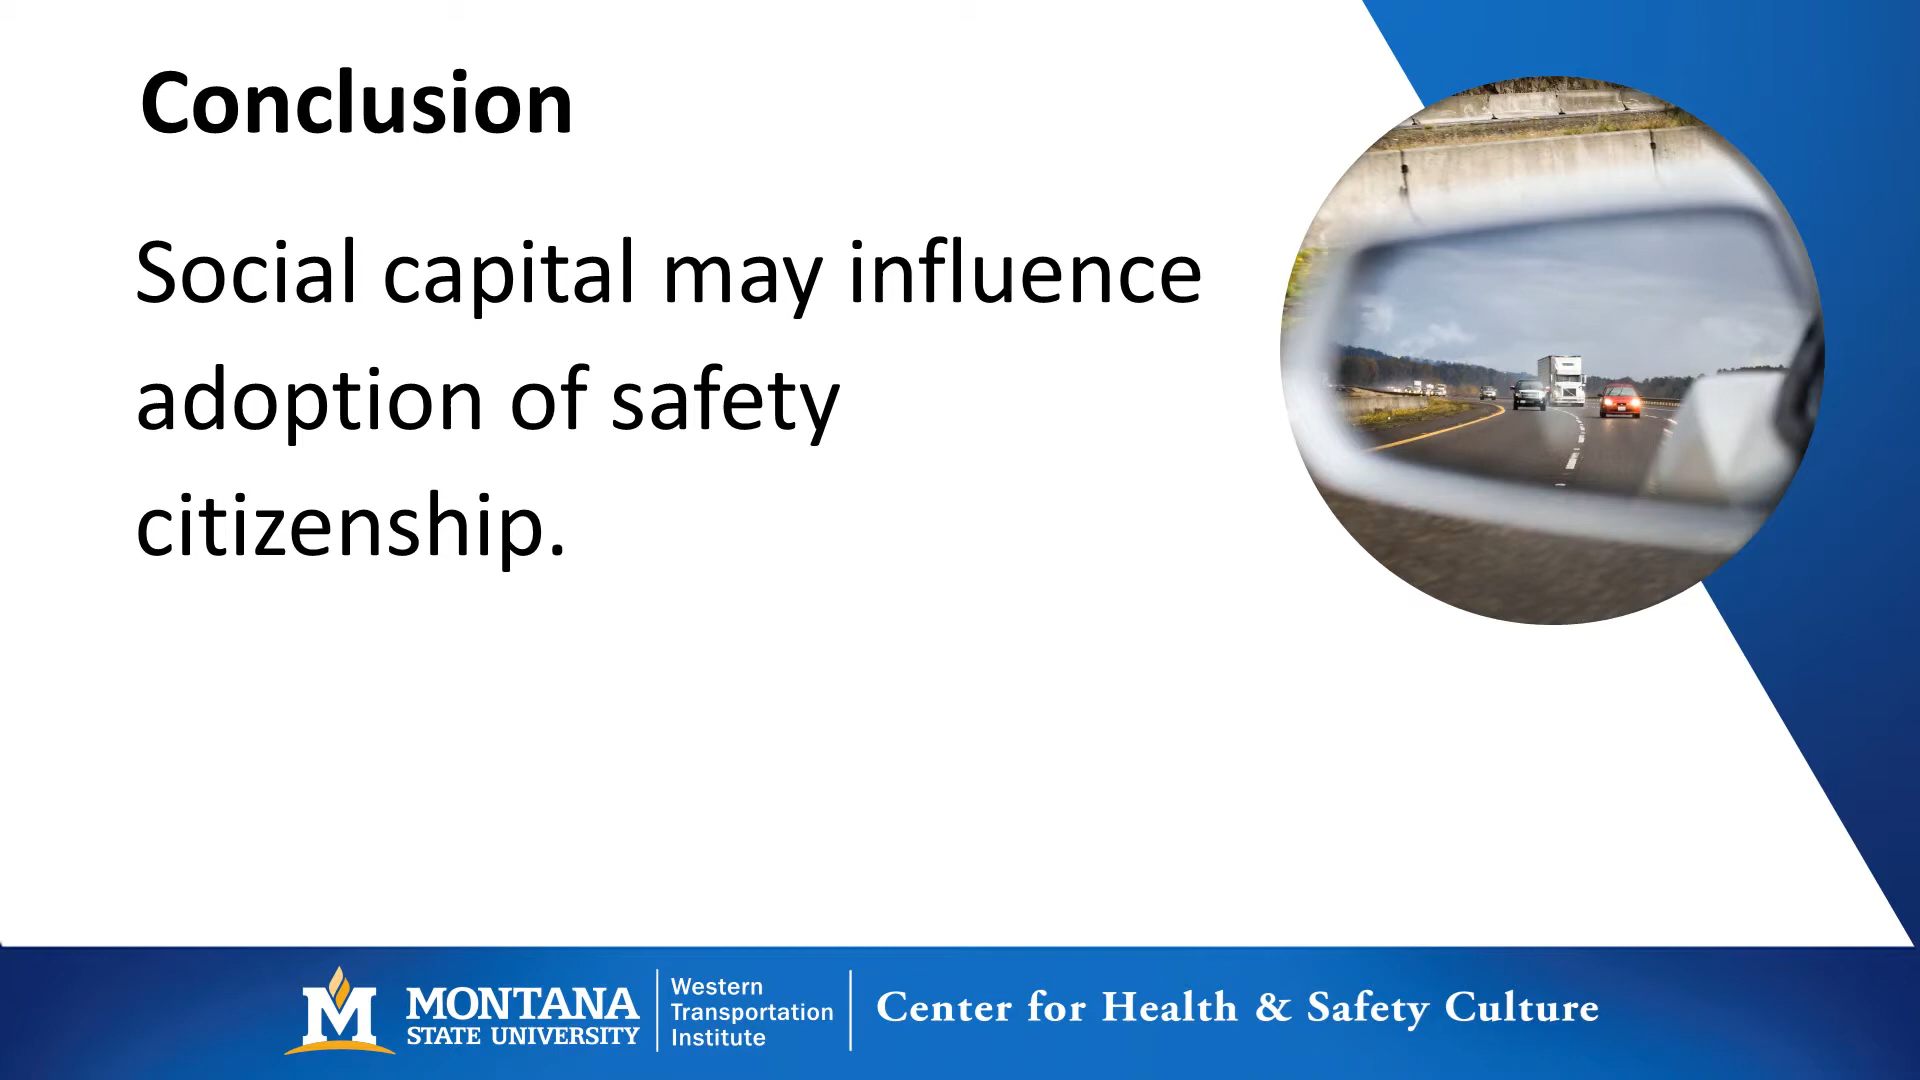 Conclusion
Social capital may influence
adoption of safety
citizenship.
M
MONTANA
STATE UNIVERSITY
Western
Transportation
Institute
Center for Health & Safety Culture